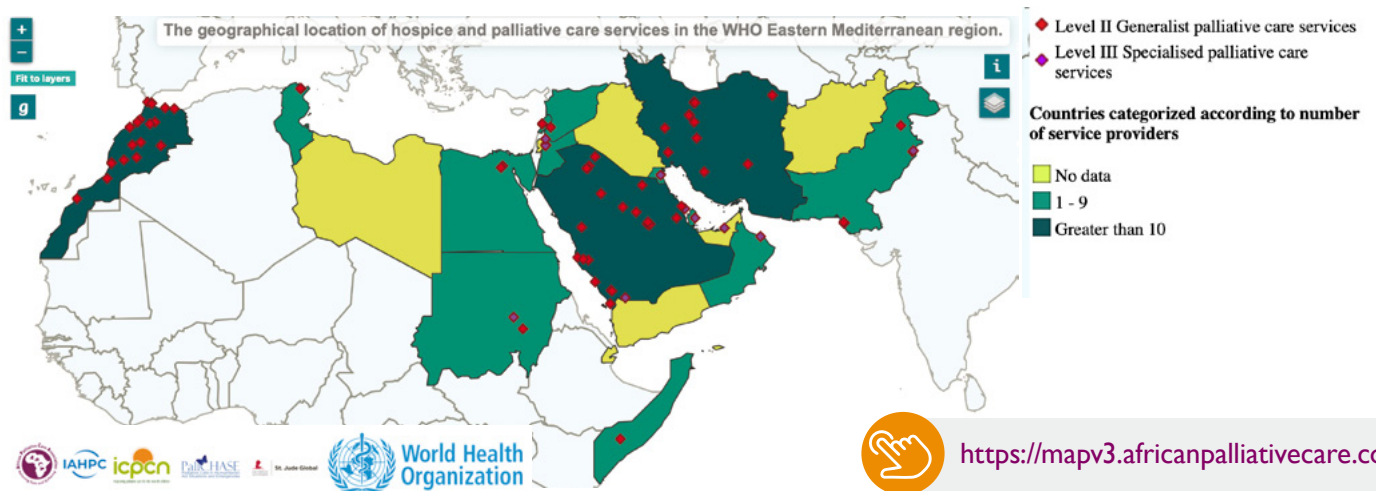 +
−
Fit to layers
g
The geographical location of hospice and palliative care services in the WHO Eastern Mediterranean region.
i
Level II Generalist palliative care services
Level III Specialised palliative care
services
Countries categorized according to number
of service providers
No data
1 - 9
Greater than 10
IAHPC
icpcn
PallCHASE
St. Jude Global
World Health
Organization
https://mapv3.africanpalliativecare.co